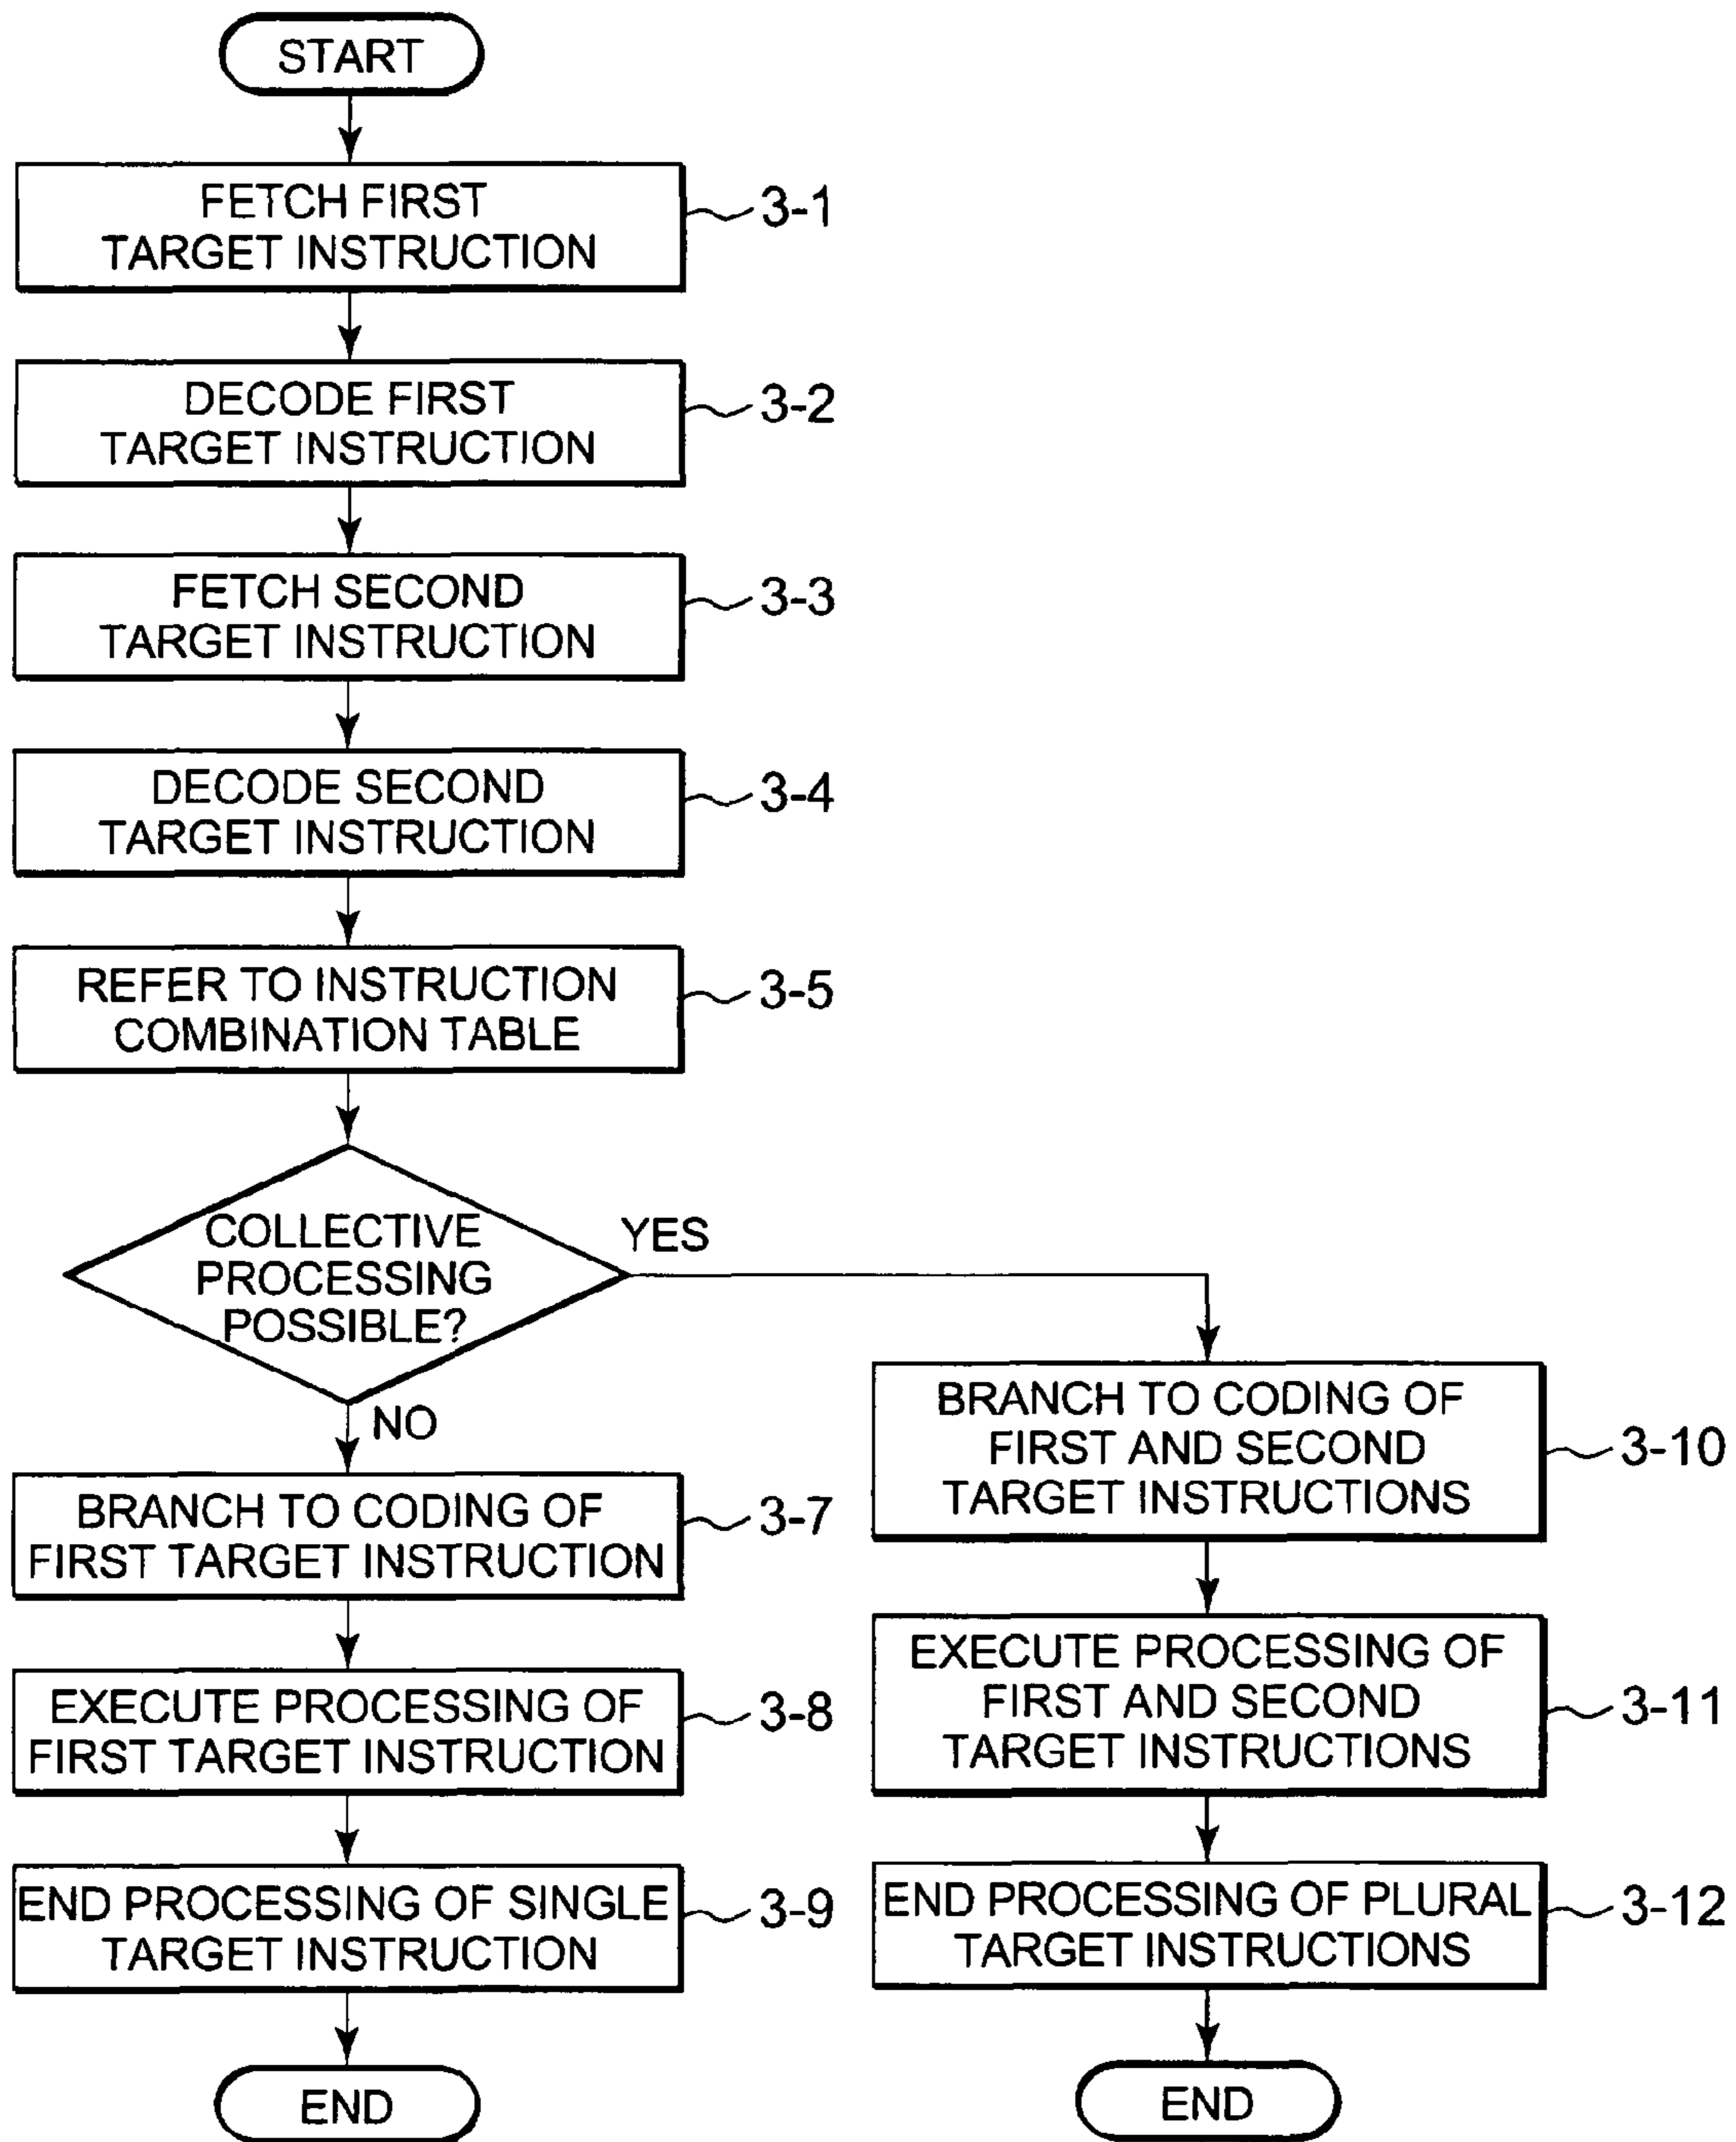 START
FETCH FIRST
TARGET INSTRUCTION
3-1
DECODE FIRST
TARGET INSTRUCTION
3-2
FETCH SECOND
TARGET INSTRUCTION
3-3
DECODE SECOND
TARGET INSTRUCTION
3-4
REFER TO INSTRUCTION
COMBINATION TABLE
3-5
COLLECTIVE
PROCESSING
POSSIBLE?
YES
NO
BRANCH TO CODING OF
FIRST TARGET INSTRUCTION
3-7
EXECUTE PROCESSING OF
FIRST TARGET INSTRUCTION
3-8
END PROCESSING OF SINGLE
TARGET INSTRUCTION
3-9
END
BRANCH TO CODING OF
FIRST AND SECOND
TARGET INSTRUCTIONS
3-10
EXECUTE PROCESSING OF
FIRST AND SECOND
TARGET INSTRUCTIONS
3-11
END PROCESSING OF PLURAL
TARGET INSTRUCTIONS
3-12
END